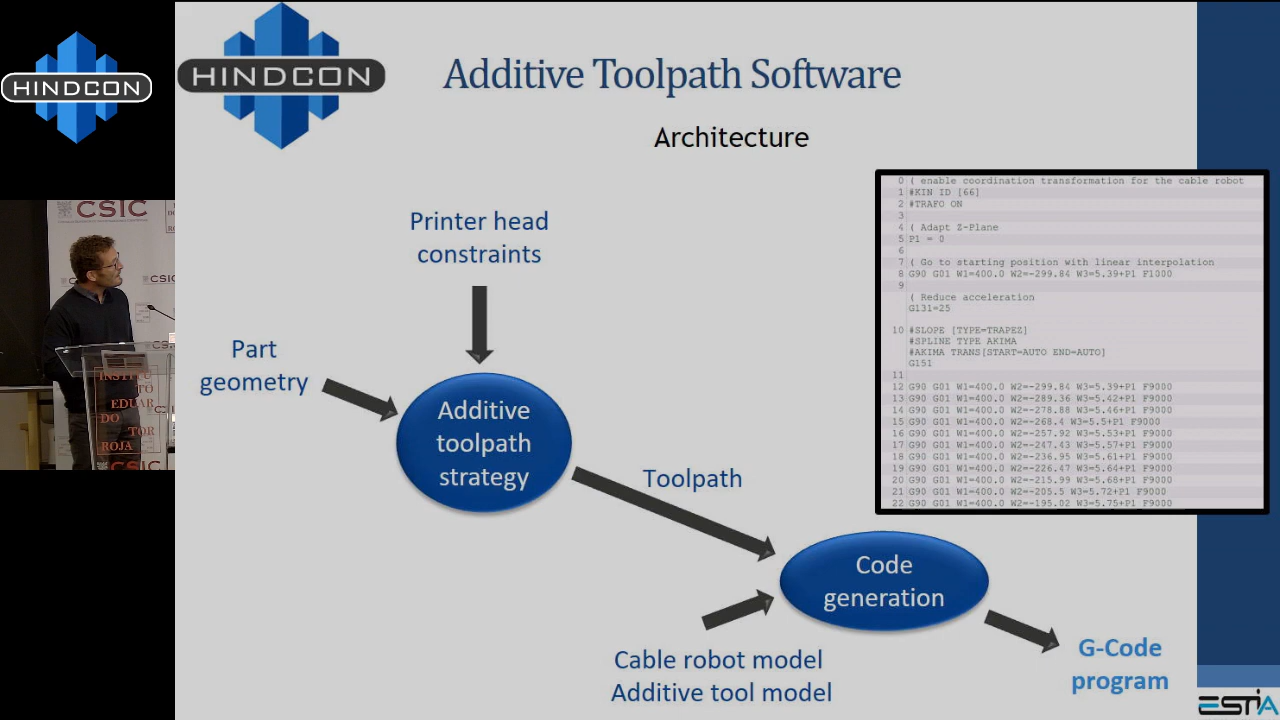 HINDCON
HINDCON
Additive Toolpath Software
Architecture
CSIC
INSTITU
TO
EDUAR
DO
TOR
ROJA
CSIC
Printer head
constraints
Part
geometry
Additive
toolpath
strategy
Toolpath
Code
generation
Cable robot model
Additive tool model
G-Code
program
0 ( enable coordination transformation for the cable robot
1 #KIN ID [66]
2 #TRAFO ON
3
4 ( Adapt Z-Plane
5 P1 = 0
6
7 ( Go to starting position with linear interpolation
8 G90 G01 W1=400.0 W2=-299.84 W3=5.39+P1 F1000
9
( Reduce acceleration
G131=25
10 #SLOPE [TYPE=TRAPEZ]
#SPLINE TYPE AKIMA
#AKIMA TRANS[START=AUTO END=AUTO]
G151
11
12 G90 G01 W1=400.0 W2=-299.84 W3=5.39+P1 F9000
13 G90 G01 W1=400.0 W2=-289.36 W3=5.42+P1 F9000
14 G90 G01 W1=400.0 W2=-278.88 W3=5.46+P1 F9000
15 G90 G01 W1=400.0 W2=-268.4 W3=5.5+P1 F9000
16 G90 G01 W1=400.0 W2=-257.92 W3=5.53+P1 F9000
17 G90 G01 W1=400.0 W2=-247.43 W3=5.57+P1 F9000
18 G90 G01 W1=400.0 W2=-236.95 W3=5.61+P1 F9000
19 G90 G01 W1=400.0 W2=-226.47 W3=5.64+P1 F9000
20 G90 G01 W1=400.0 W2=-215.99 W3=5.68+P1 F9000
21 G90 G01 W1=400.0 W2=-205.5 W3=5.72+P1 F9000
22 G90 G01 W1=400.0 W2=-195.02 W3=5.75+P1 F9000
ESTIA